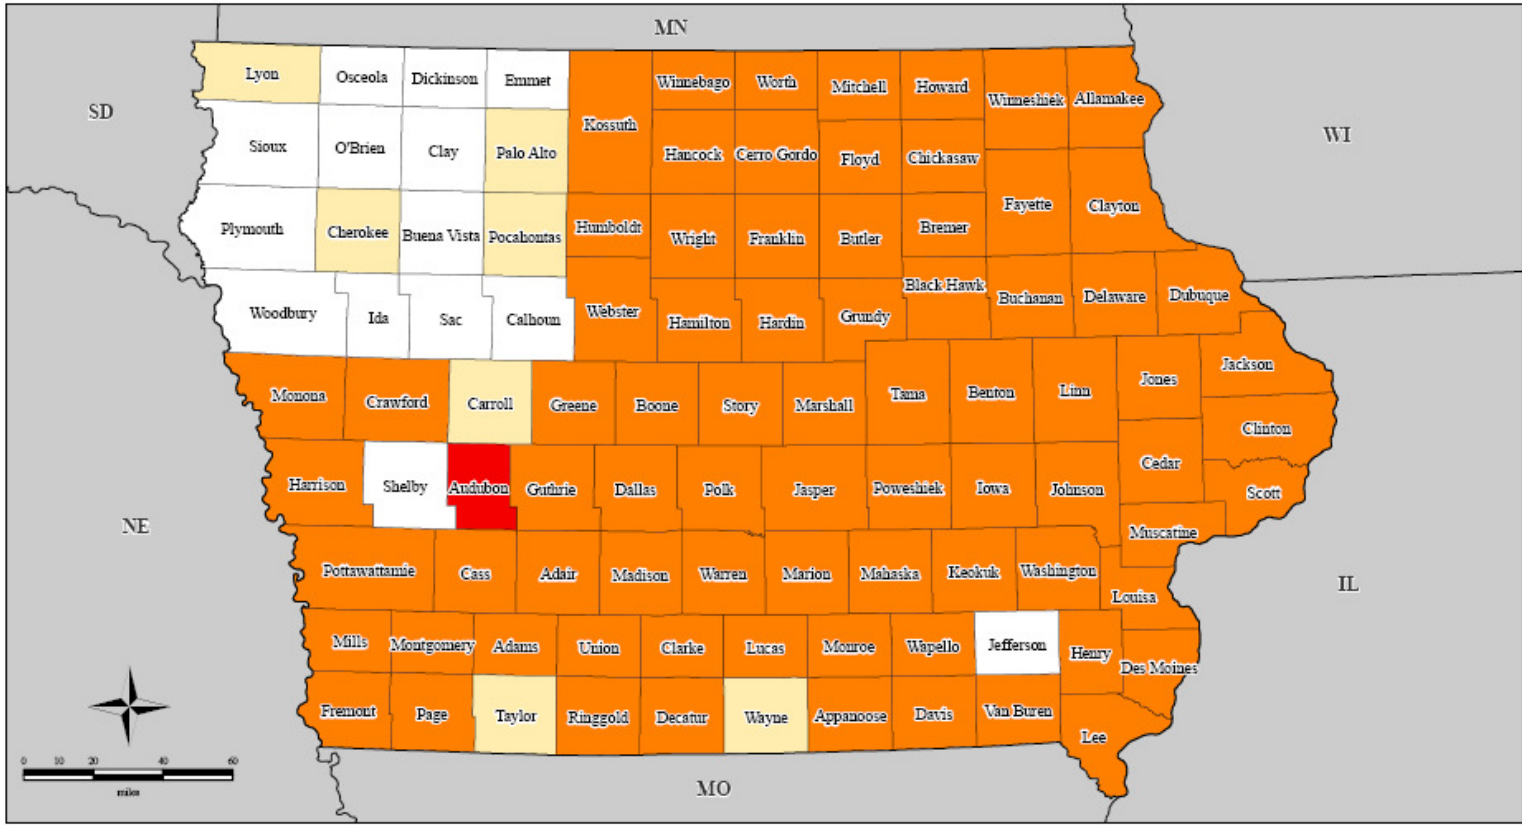 MN
Lyon
Osceola
Dickinson
Emmet
Kossuth
Winnebago
Worth
Mitchell
Howard
Winneshiek
Allamakee
SD
WI
Sioux
O'Brien
Clay
Palo Alto
Hancock
Cerro Gordo
Floyd
Chickasaw
Fayette
Clayton
Plymouth
Cherokee
Buena Vista
Pocahontas
Humboldt
Wright
Franklin
Butler
Bremer
Woodbury
Ida
Sac
Calhoun
Webster
Hamilton
Hardin
Grundy
Black Hawk
Buchanan
Delaware
Dubuque
Monona
Crawford
Carroll
Greene
Boone
Story
Marshall
Tama
Benton
Linn
Jones
Jackson
Clinton
Harrison
Shelby
Audubon
Guthrie
Dallas
Polk
Jasper
Poweshiek
Iowa
Johnson
Cedar
Scott
NE
Muscatine
Pottawattamie
Cass
Adair
Madison
Warren
Marion
Mahaska
Keokuk
Washington
Louisa
IL
Mills
Montgomery
Adams
Union
Clarke
Lucas
Monroe
Wapello
Jefferson
Henry
Des Moines
Fremont
Page
Taylor
Ringgold
Decatur
Wayne
Appanoose
Davis
Van Buren
Lee
0 10 20 40 60
miles
MO